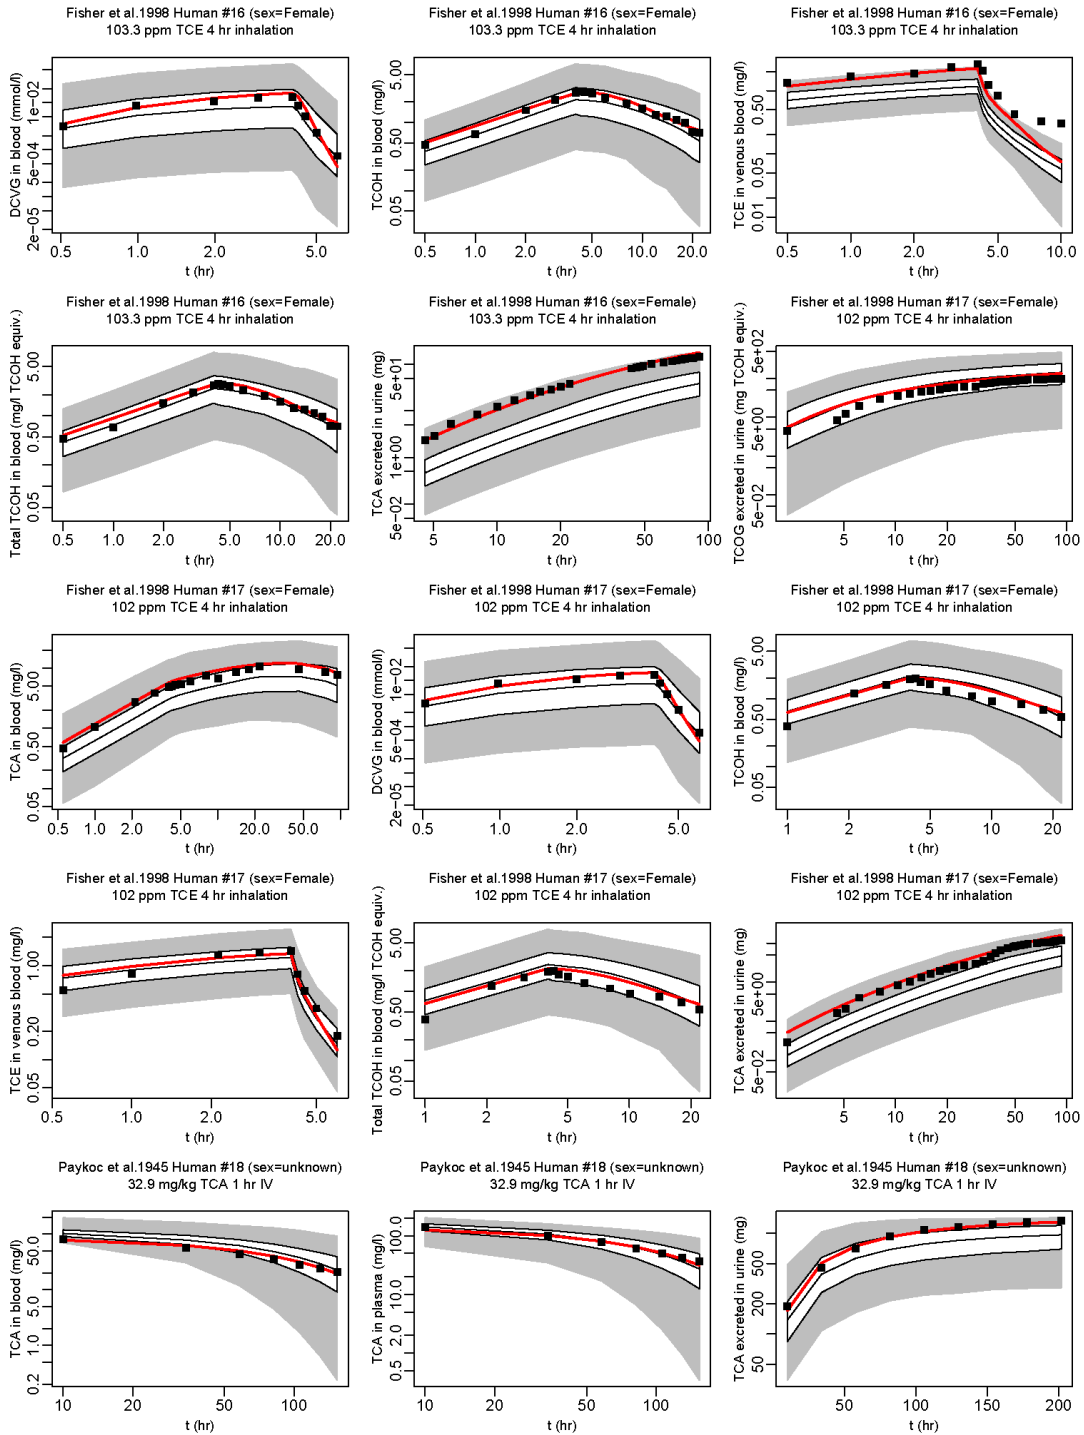 Fisher et al.1998 Human #16 (sex=Female)
103.3 ppm TCE 4 hr inhalation
DCVG in blood (mmol/l)
1e−02
5e−04
2e−05
0.5 1.0 2.0 5.0
t (hr)
Fisher et al.1998 Human #16 (sex=Female)
103.3 ppm TCE 4 hr inhalation
TCOH in blood (mg/l)
5.00
0.50
0.05
0.5 1.0 2.0 5.0 10.0 20.0
t (hr)
Fisher et al.1998 Human #16 (sex=Female)
103.3 ppm TCE 4 hr inhalation
TCE in venous blood (mg/l)
0.50
0.05
0.01
0.5 1.0 2.0 5.0 10.0
t (hr)
Fisher et al.1998 Human #16 (sex=Female)
103.3 ppm TCE 4 hr inhalation
Total TCOH in blood (mg/l TCOH equiv.)
5.00
0.50
0.05
0.5 1.0 2.0 5.0 10.0 20.0
t (hr)
Fisher et al.1998 Human #16 (sex=Female)
103.3 ppm TCE 4 hr inhalation
TCA excreted in urine (mg)
5e+01
1e+00
5e−02
5 10 20 50 100
t (hr)
Fisher et al.1998 Human #17 (sex=Female)
102 ppm TCE 4 hr inhalation
TCOG excreted in urine (mg TCOH equiv.)
5e+02
5e+00
5e−02
5 10 20 50 100
t (hr)
Fisher et al.1998 Human #17 (sex=Female)
102 ppm TCE 4 hr inhalation
TCA in blood (mg/l)
5.00
0.50
0.05
0.5 1.0 2.0 5.0 20.0 50.0
t (hr)
Fisher et al.1998 Human #17 (sex=Female)
102 ppm TCE 4 hr inhalation
DCVG in blood (mmol/l)
1e−02
5e−04
2e−05
0.5 1.0 2.0 5.0
t (hr)
Fisher et al.1998 Human #17 (sex=Female)
102 ppm TCE 4 hr inhalation
TCOH in blood (mg/l)
5.00
0.50
0.05
1 2 5 10 20
t (hr)
Fisher et al.1998 Human #17 (sex=Female)
102 ppm TCE 4 hr inhalation
TCE in venous blood (mg/l)
1.00
0.20
0.05
0.5 1.0 2.0 5.0
t (hr)
Fisher et al.1998 Human #17 (sex=Female)
102 ppm TCE 4 hr inhalation
Total TCOH in blood (mg/l TCOH equiv.)
5.00
0.50
0.05
1 2 5 10 20
t (hr)
Fisher et al.1998 Human #17 (sex=Female)
102 ppm TCE 4 hr inhalation
TCA excreted in urine (mg)
5e+00
5e−02
5 10 20 50 100
t (hr)
Paykoc et al.1945 Human #18 (sex=unknown)
32.9 mg/kg TCA 1 hr IV
TCA in blood (mg/l)
50.0
5.0
1.0
0.2
10 20 50 100
t (hr)
Paykoc et al.1945 Human #18 (sex=unknown)
32.9 mg/kg TCA 1 hr IV
TCA in plasma (mg/l)
100.0
10.0
2.0
0.5
10 20 50 100
t (hr)
Paykoc et al.1945 Human #18 (sex=unknown)
32.9 mg/kg TCA 1 hr IV
TCA excreted in urine (mg)
500
200
50
50 100 150 200
t (hr)